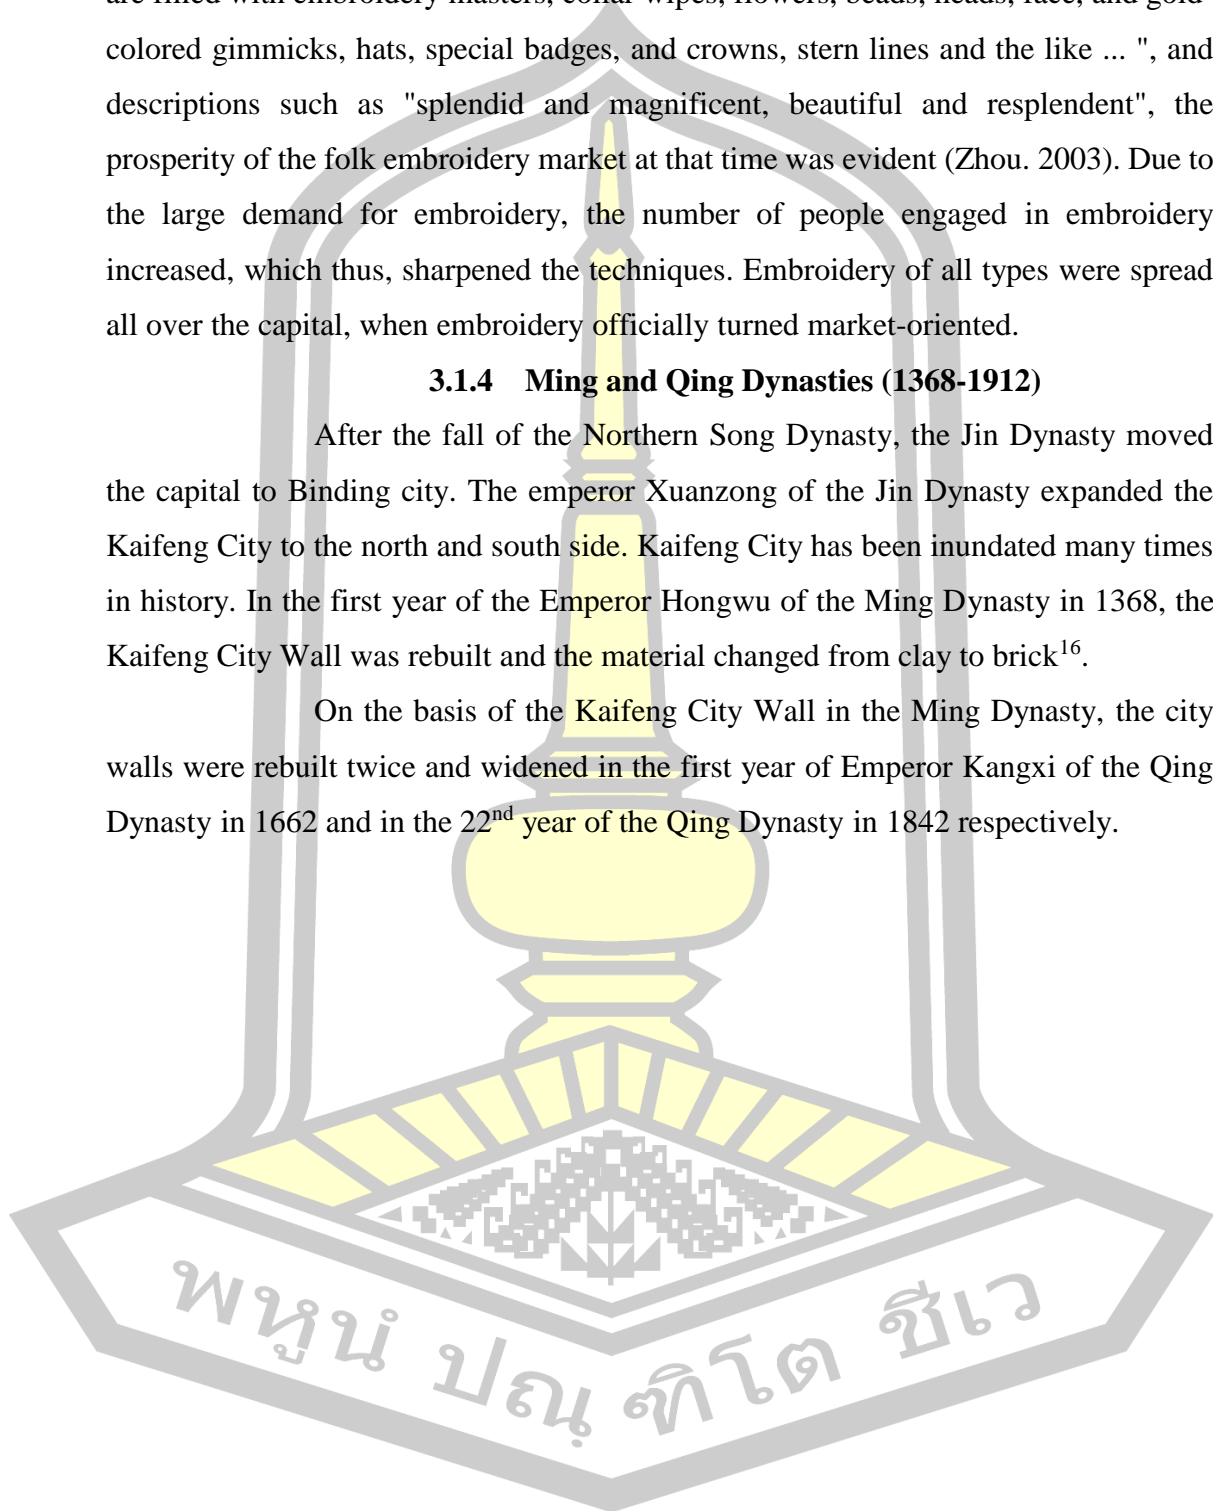 are filled with embroidery masters, collar wipes, flowers, beads, heads, face, and gold-
colored gimmicks, hats, special badges, and crowns, stern lines and the like ... ", and
descriptions such as "splendid and magnificent, beautiful and resplendent", the
prosperity of the folk embroidery market at that time was evident (Zhou. 2003). Due to
the large demand for embroidery, the number of people engaged in embroidery
increased, which thus, sharpened the techniques. Embroidery of all types were spread
all over the capital, when embroidery officially turned market-oriented.
3.1.4 Ming and Qing Dynasties (1368-1912)
After the fall of the Northern Song Dynasty, the Jin Dynasty moved
the capital to Binding city. The emperor Xuanzong of the Jin Dynasty expanded the
Kaifeng City to the north and south side. Kaifeng City has been inundated many times
in history. In the first year of the Emperor Hongwu of the Ming Dynasty in 1368, the
Kaifeng City Wall was rebuilt and the material changed from clay to brick16.
On the basis of the Kaifeng City Wall in the Ming Dynasty, the city
walls were rebuilt twice and widened in the first year of Emperor Kangxi of the Qing
Dynasty in 1662 and in the 22nd year of the Qing Dynasty in 1842 respectively.
พหูนํ ปณฺฑิโต ชีเว